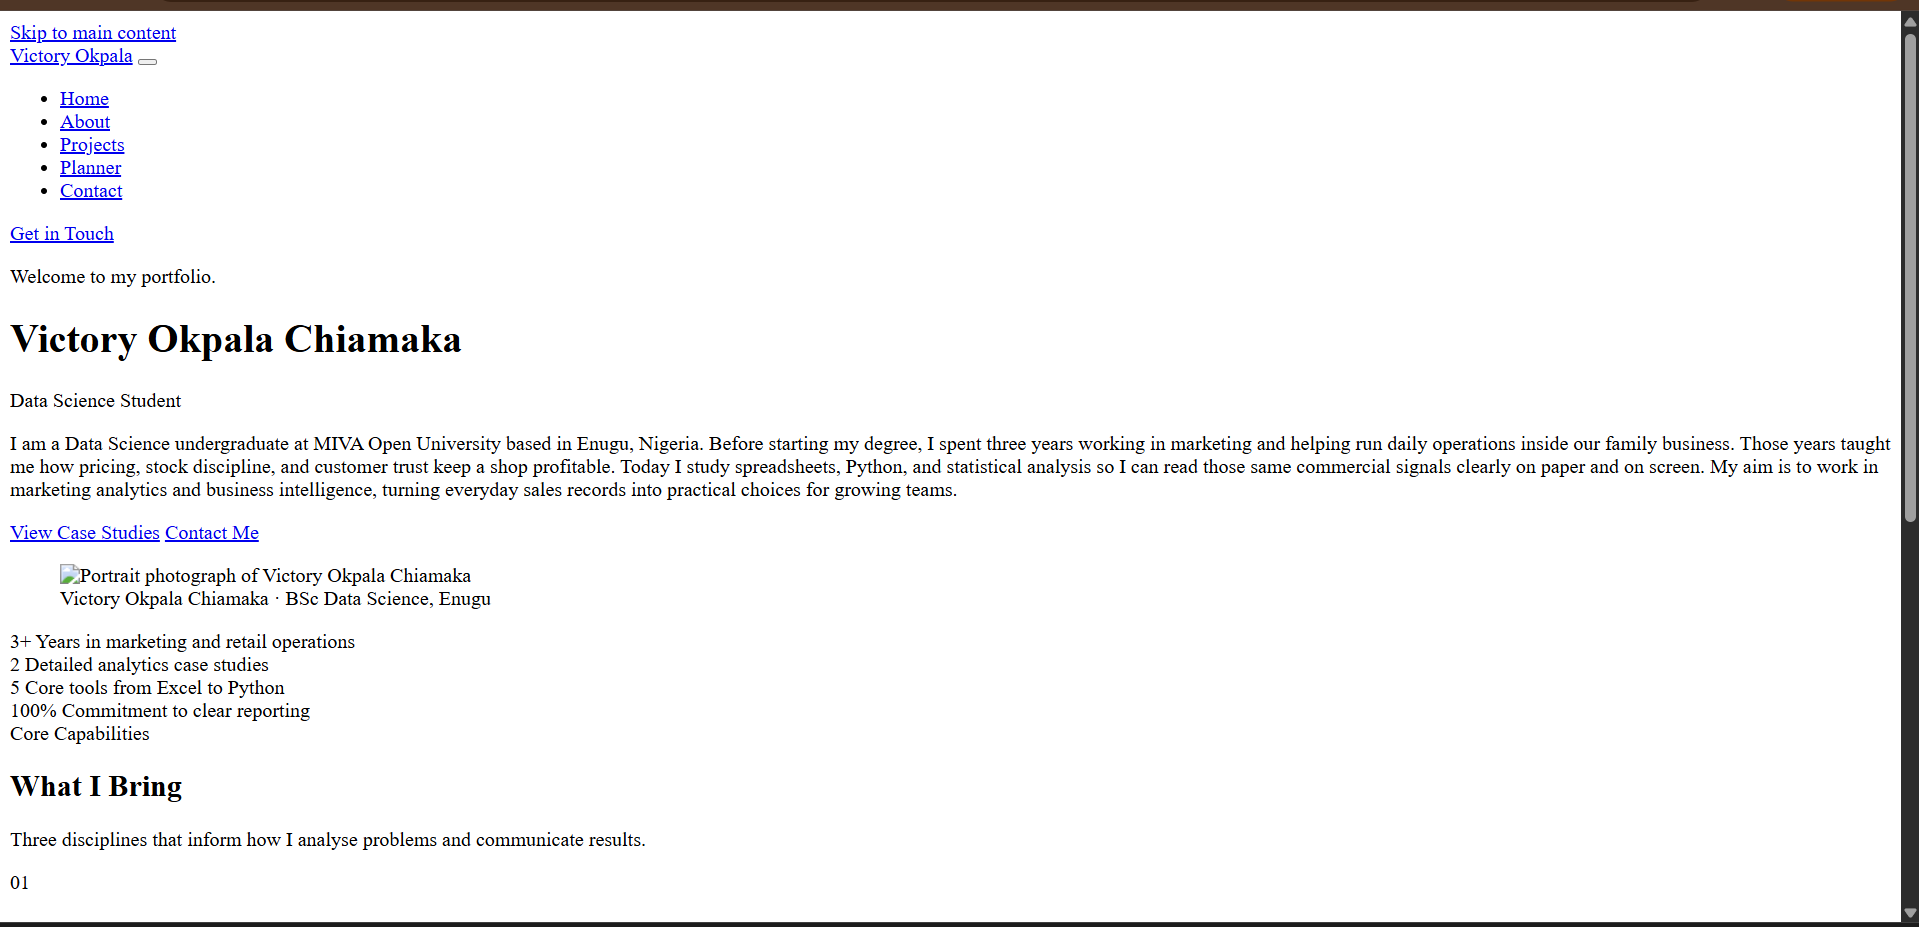 Skip to main content
Victory Okpala
Home
About
Projects
Planner
Contact
Get in Touch
Welcome to my portfolio.
Victory Okpala Chiamaka
Data Science Student
I am a Data Science undergraduate at MIVA Open University based in Enugu, Nigeria. Before starting my degree, I spent three years working in marketing and helping run daily operations inside our family business. Those years taught
me how pricing, stock discipline, and customer trust keep a shop profitable. Today I study spreadsheets, Python, and statistical analysis so I can read those same commercial signals clearly on paper and on screen. My aim is to work in
marketing analytics and business intelligence, turning everyday sales records into practical choices for growing teams.
View Case Studies Contact Me
Portrait photograph of Victory Okpala Chiamaka
Victory Okpala Chiamaka · BSc Data Science, Enugu
3+ Years in marketing and retail operations
2 Detailed analytics case studies
5 Core tools from Excel to Python
100% Commitment to clear reporting
Core Capabilities
What I Bring
Three disciplines that inform how I analyse problems and communicate results.
01